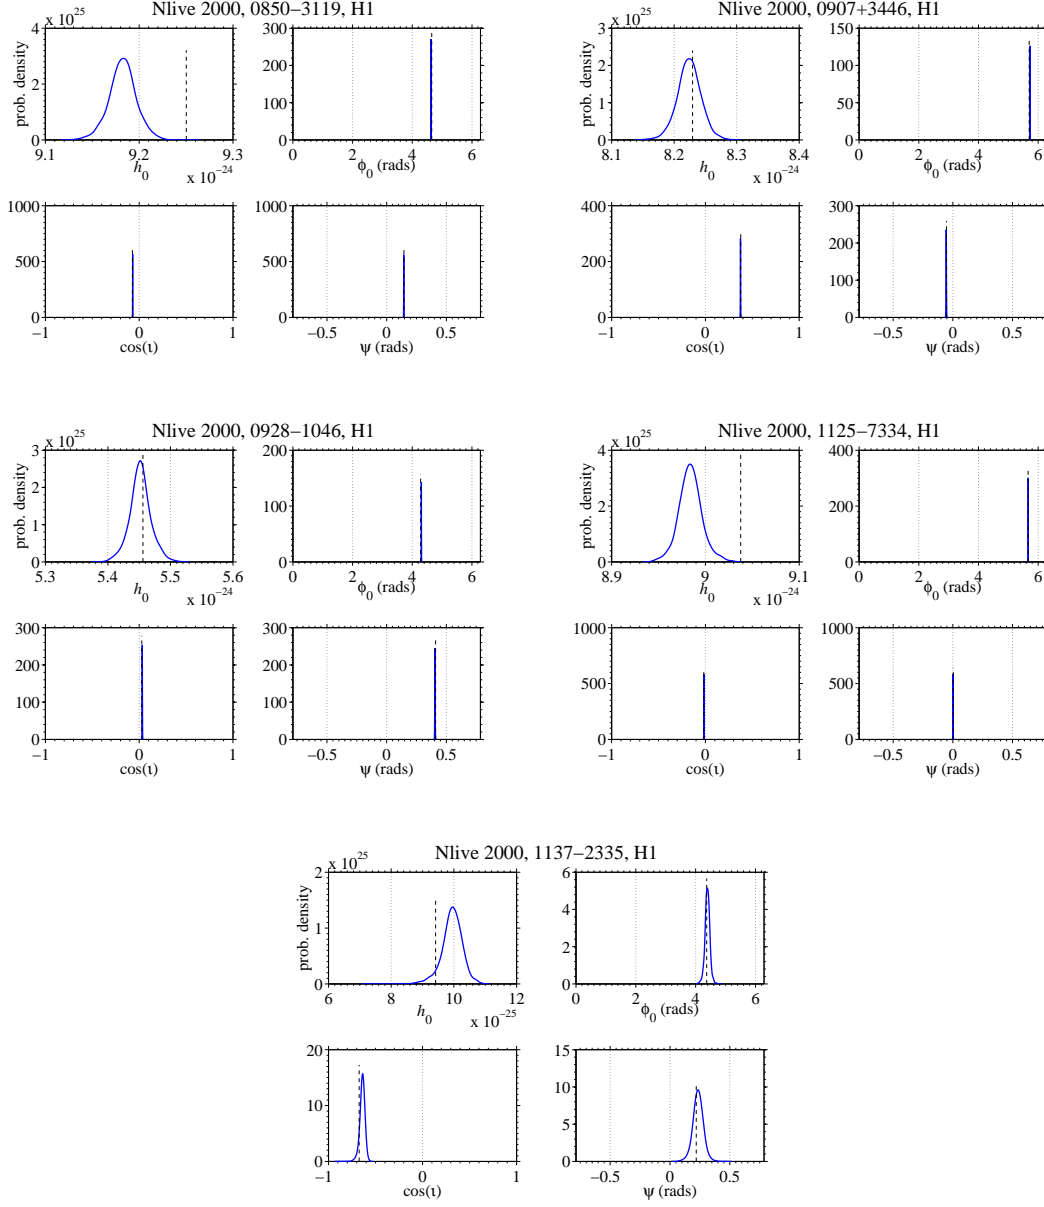 Nlive 2000, 0850−3119, H1
x 10^25
prob. density
4
2
0
9.1 9.2 9.3
h_0
x 10^−24
300
200
100
0
0 2 4 6
ϕ_0 (rads)
1000
500
0
−1 0 1
cos(ι)
1000
500
0
−0.5 0 0.5
ψ (rads)
Nlive 2000, 0907+3446, H1
x 10^25
prob. density
3
2
1
0
8.1 8.2 8.3 8.4
h_0
x 10^−24
150
100
50
0
0 2 4 6
ϕ_0 (rads)
400
200
0
−1 0 1
cos(ι)
300
200
100
0
−0.5 0 0.5
ψ (rads)
Nlive 2000, 0928−1046, H1
x 10^25
prob. density
3
2
1
0
5.3 5.4 5.5 5.6
h_0
x 10^−24
200
100
0
0 2 4 6
ϕ_0 (rads)
300
200
100
0
−1 0 1
cos(ι)
300
200
100
0
−0.5 0 0.5
ψ (rads)
Nlive 2000, 1125−7334, H1
x 10^25
prob. density
4
2
0
8.9 9 9.1
h_0
x 10^−24
400
200
0
0 2 4 6
ϕ_0 (rads)
1000
500
0
−1 0 1
cos(ι)
1000
500
0
−0.5 0 0.5
ψ (rads)
Nlive 2000, 1137−2335, H1
x 10^25
prob. density
2
1
0
6 8 10 12
h_0
x 10^−25
6
4
2
0
0 2 4 6
ϕ_0 (rads)
20
10
0
−1 0 1
cos(ι)
15
10
5
0
−0.5 0 0.5
ψ (rads)